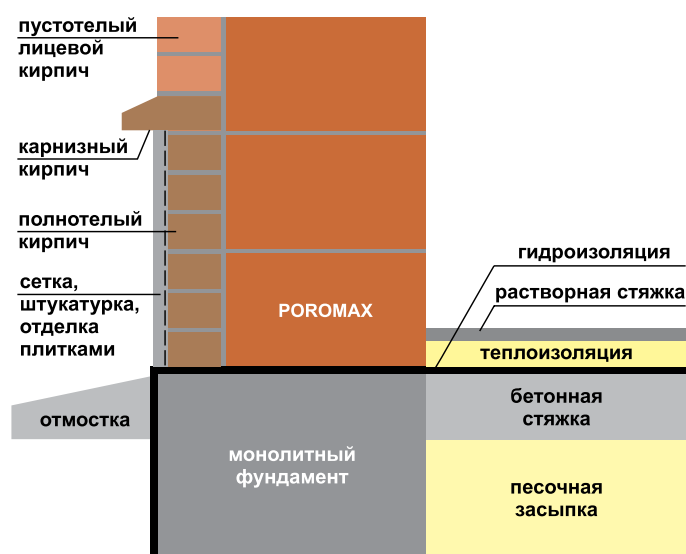 пустотелый
лицевой
кирпич
карнизный
кирпич
полнотелый
кирпич
сетка,
штукатурка,
отделка
плитками
отмостка
POROMAX
монолитный
фундамент
гидроизоляция
растворная стяжка
теплоизоляция
бетонная
стяжка
песочная
засыпка